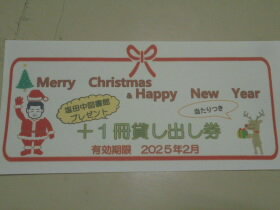 Merry Christmas
& Happy New Year
塩田中図書館
プレゼント
当たりつき
＋１冊貸し出し券
有効期限 2025年2月